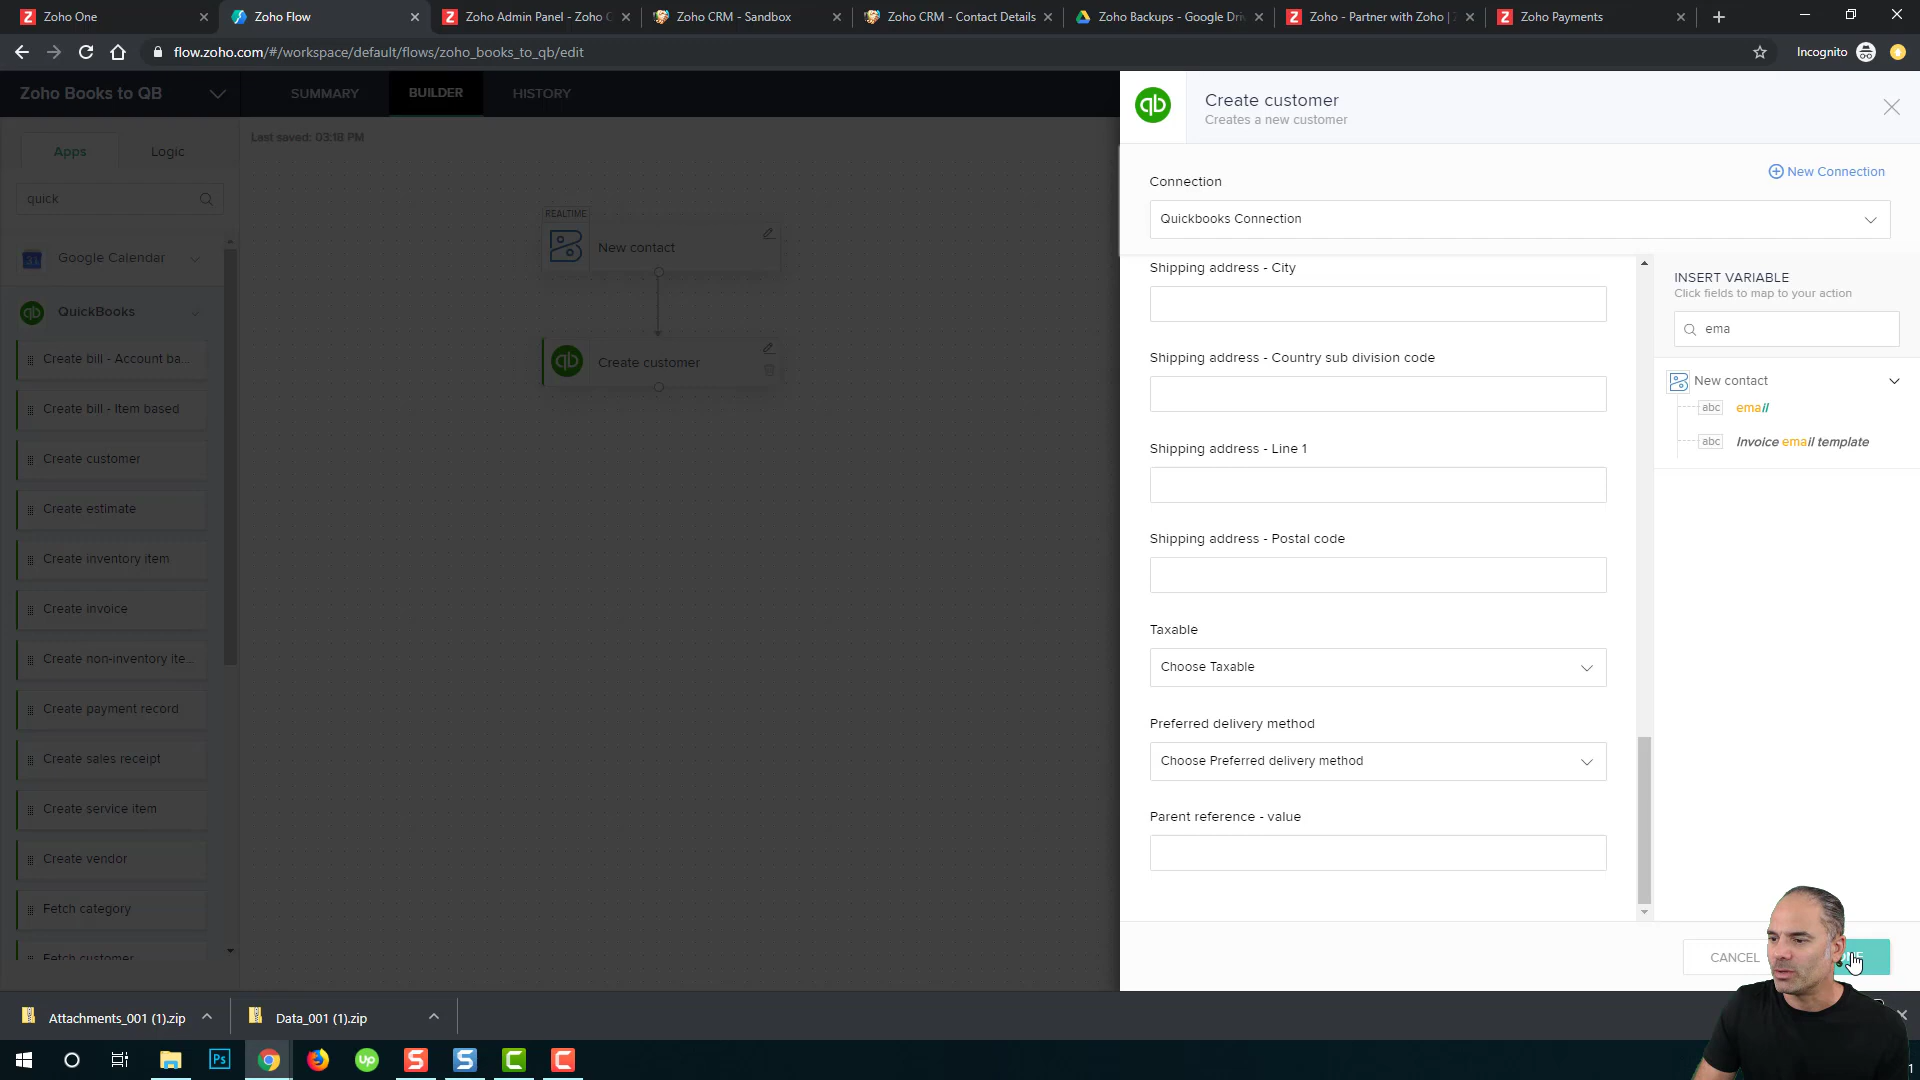 Zoho One
Zoho Flow
Zoho Admin Panel - Zoho
Zoho CRM - Sandbox
Zoho CRM - Contact Details
Zoho Backups - Google Dri
Zoho - Partner with Zoho |
Zoho Payments
flow.zoho.com/#/workspace/default/flows/zoho_books_to_qb/edit
Incognito
Zoho Books to QB
SUMMARY
BUILDER
HISTORY
Last saved: 03:18 PM
Apps
Logic
quick
Google Calendar
QuickBooks
Create bill - Account ba...
Create bill - Item based
Create customer
Create estimate
Create inventory item
Create invoice
Create non-inventory ite...
Create payment record
Create sales receipt
Create service item
Create vendor
Fetch category
Fetch customer
REALTIME
New contact
qb
Create customer
qb
Create customer
Creates a new customer
New Connection
Connection
Quickbooks Connection
Shipping address - City
Shipping address - Country sub division code
Shipping address - Line 1
Shipping address - Postal code
Taxable
Choose Taxable
Preferred delivery method
Choose Preferred delivery method
Parent reference - value
INSERT VARIABLE
Click fields to map to your action
ema
New contact
abc email
abc Invoice email template
CANCEL
Attachments_001 (1).zip
Data_001 (1).zip